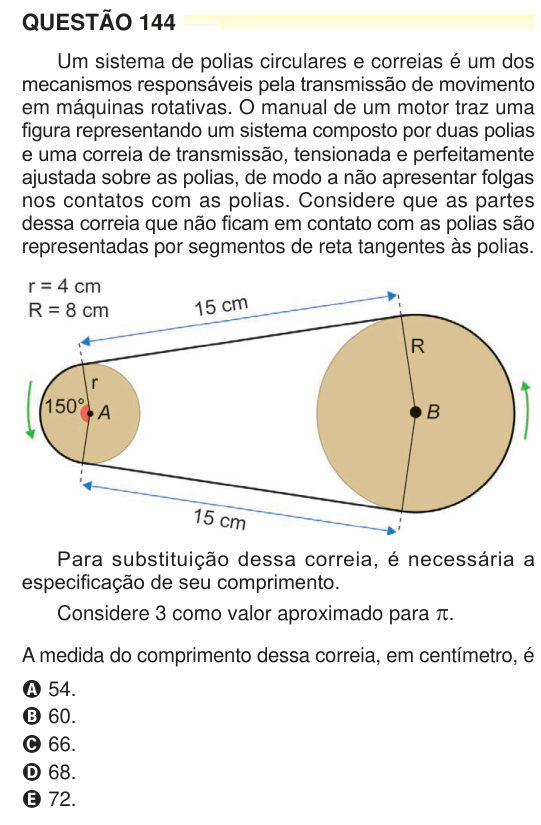 QUESTÃO 144
Um sistema de polias circulares e correias é um dos
mecanismos responsáveis pela transmissão de movimento
em máquinas rotativas. O manual de um motor traz uma
figura representando um sistema composto por duas polias
e uma correia de transmissão, tensionada e perfeitamente
ajustada sobre as polias, de modo a não apresentar folgas
nos contatos com as polias. Considere que as partes
dessa correia que não ficam em contato com as polias são
representadas por segmentos de reta tangentes às polias.
r = 4 cm
R = 8 cm
15 cm
R
r
150°
A
B
15 cm
Para substituição dessa correia, é necessária a
especificação de seu comprimento.
Considere 3 como valor aproximado para π.
A medida do comprimento dessa correia, em centímetro, é
A 54.
B 60.
C 66.
D 68.
E 72.